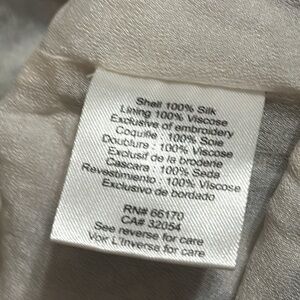 Shell 100% Silk
Lining 100% Viscose
Exclusive of embroidery
Coquille : 100% Soie
Doublure : 100% Viscose
Exclusif de la broderie
Cascara : 100% Seda
Revestimiento : 100% Viscose
Exclusivo de bordado
RN# 66170
CA# 32054
See reverse for care
Voir L'Inverse for care